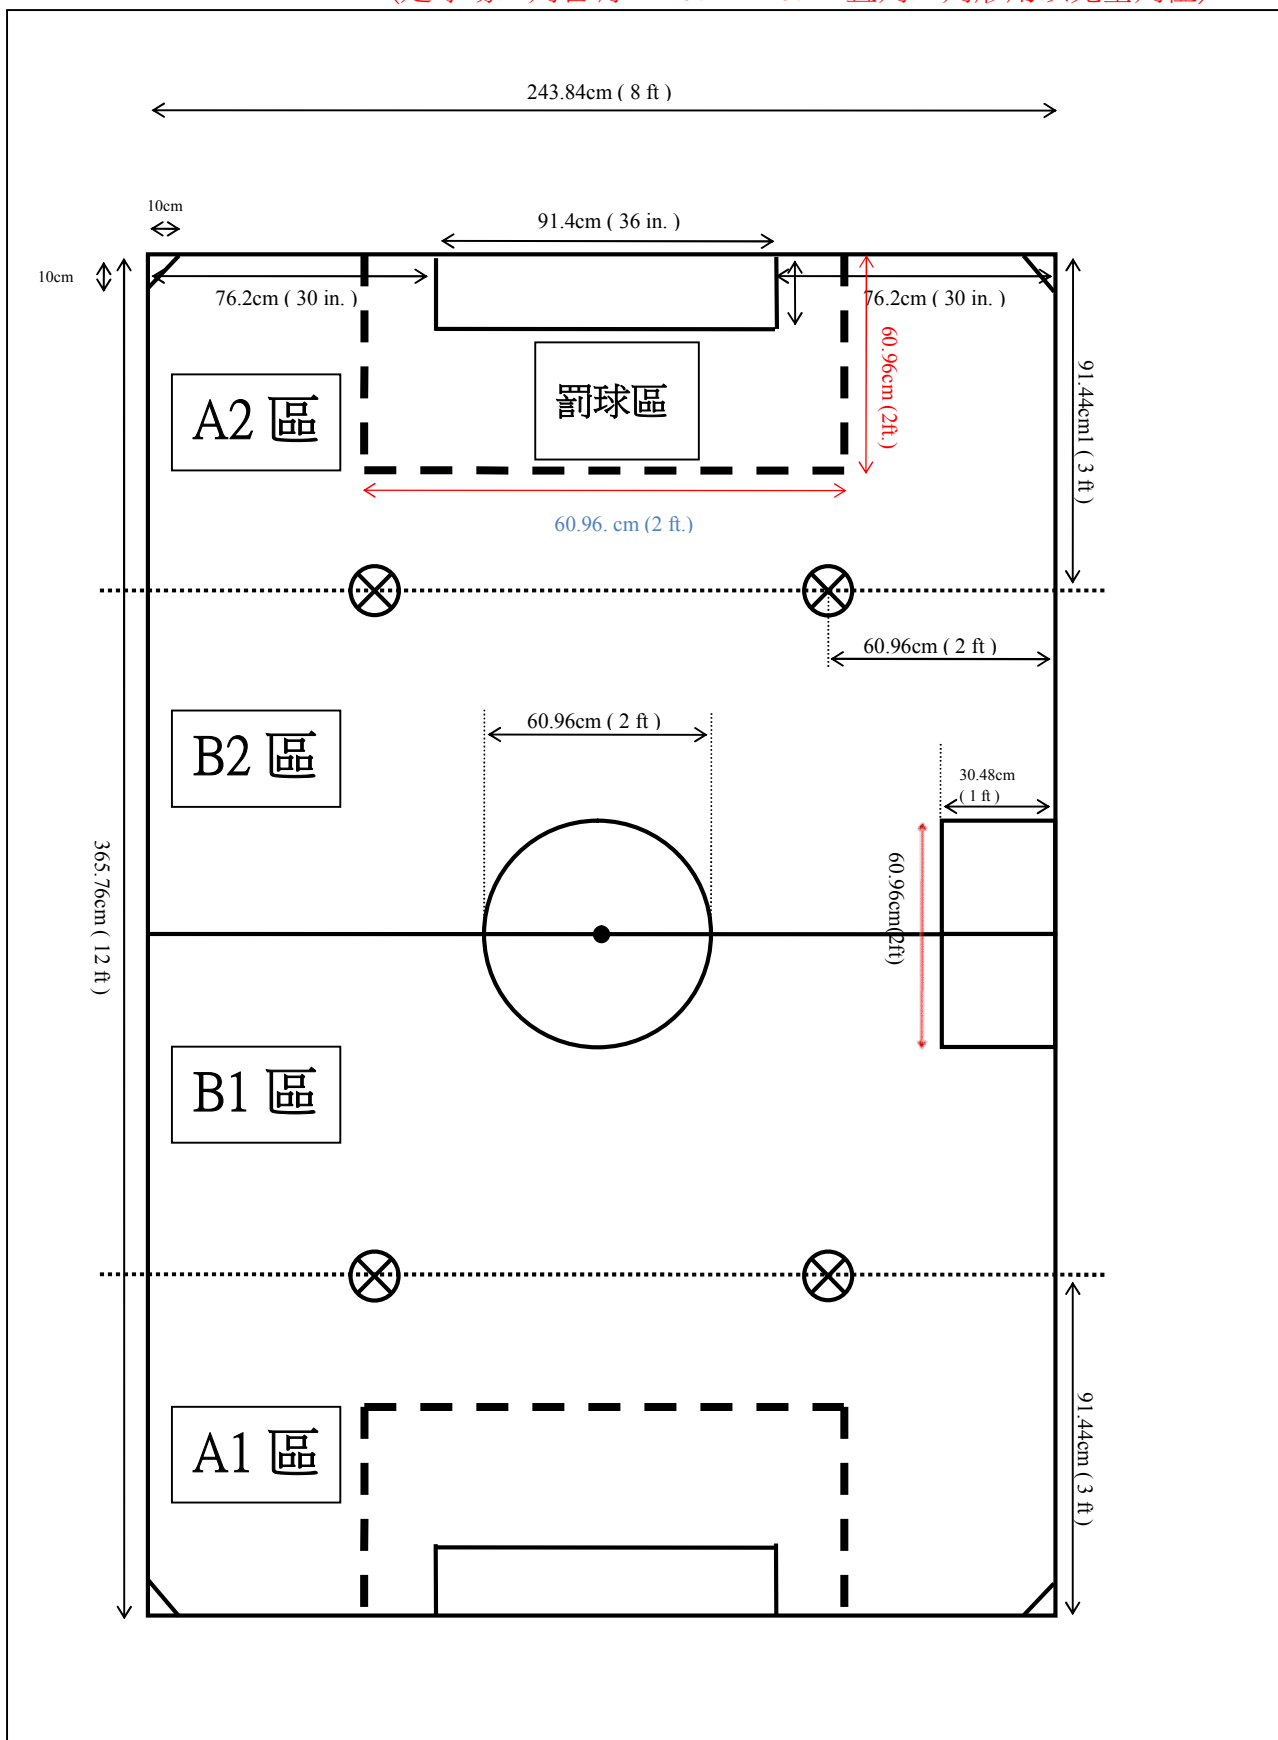 243.84cm ( 8 ft )
10cm
91.4cm ( 36 in. )
10cm
76.2cm ( 30 in. )
76.2cm ( 30 in. )
60.96cm (2ft.)
91.44cm1 ( 3 ft )
A2 區
罰球區
60.96. cm (2 ft.)
60.96cm ( 2 ft )
B2 區
60.96cm ( 2 ft )
30.48cm
( 1 ft )
365.76cm ( 12 ft )
60.96cm(2ft)
B1 區
A1 區
91.44cm ( 3 ft )